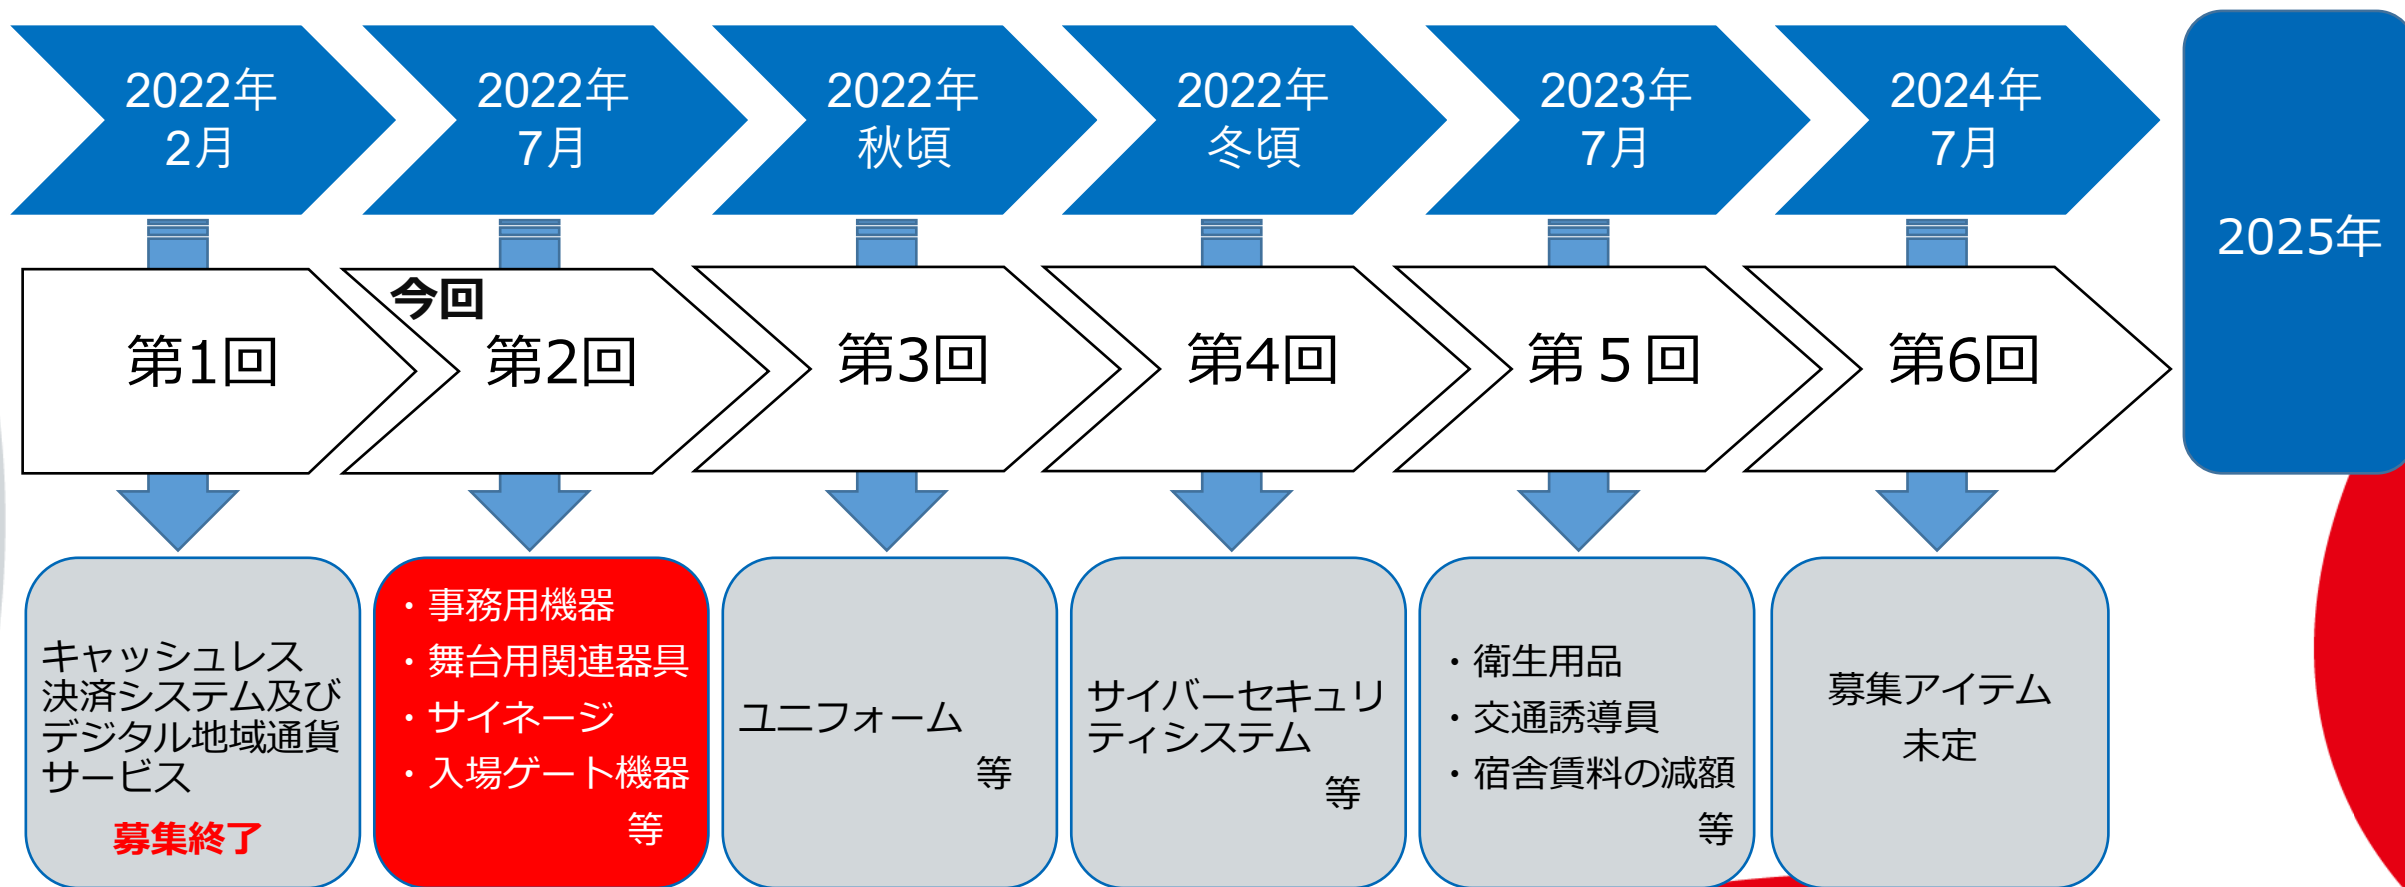 2022年
2月
2022年
7月
2022年
秋頃
2022年
冬頃
2023年
7月
2024年
7月
2025年
第1回
今回
第2回
第3回
第4回
第５回
第6回
キャッシュレス
決済システム及び
デジタル地域通貨
サービス
募集終了
・事務用機器
・舞台用関連器具
・サイネージ
・入場ゲート機器
等
ユニフォーム
等
サイバーセキュリ
ティシステム
等
・衛生用品
・交通誘導員
・宿舎賃料の減額
等
募集アイテム
未定